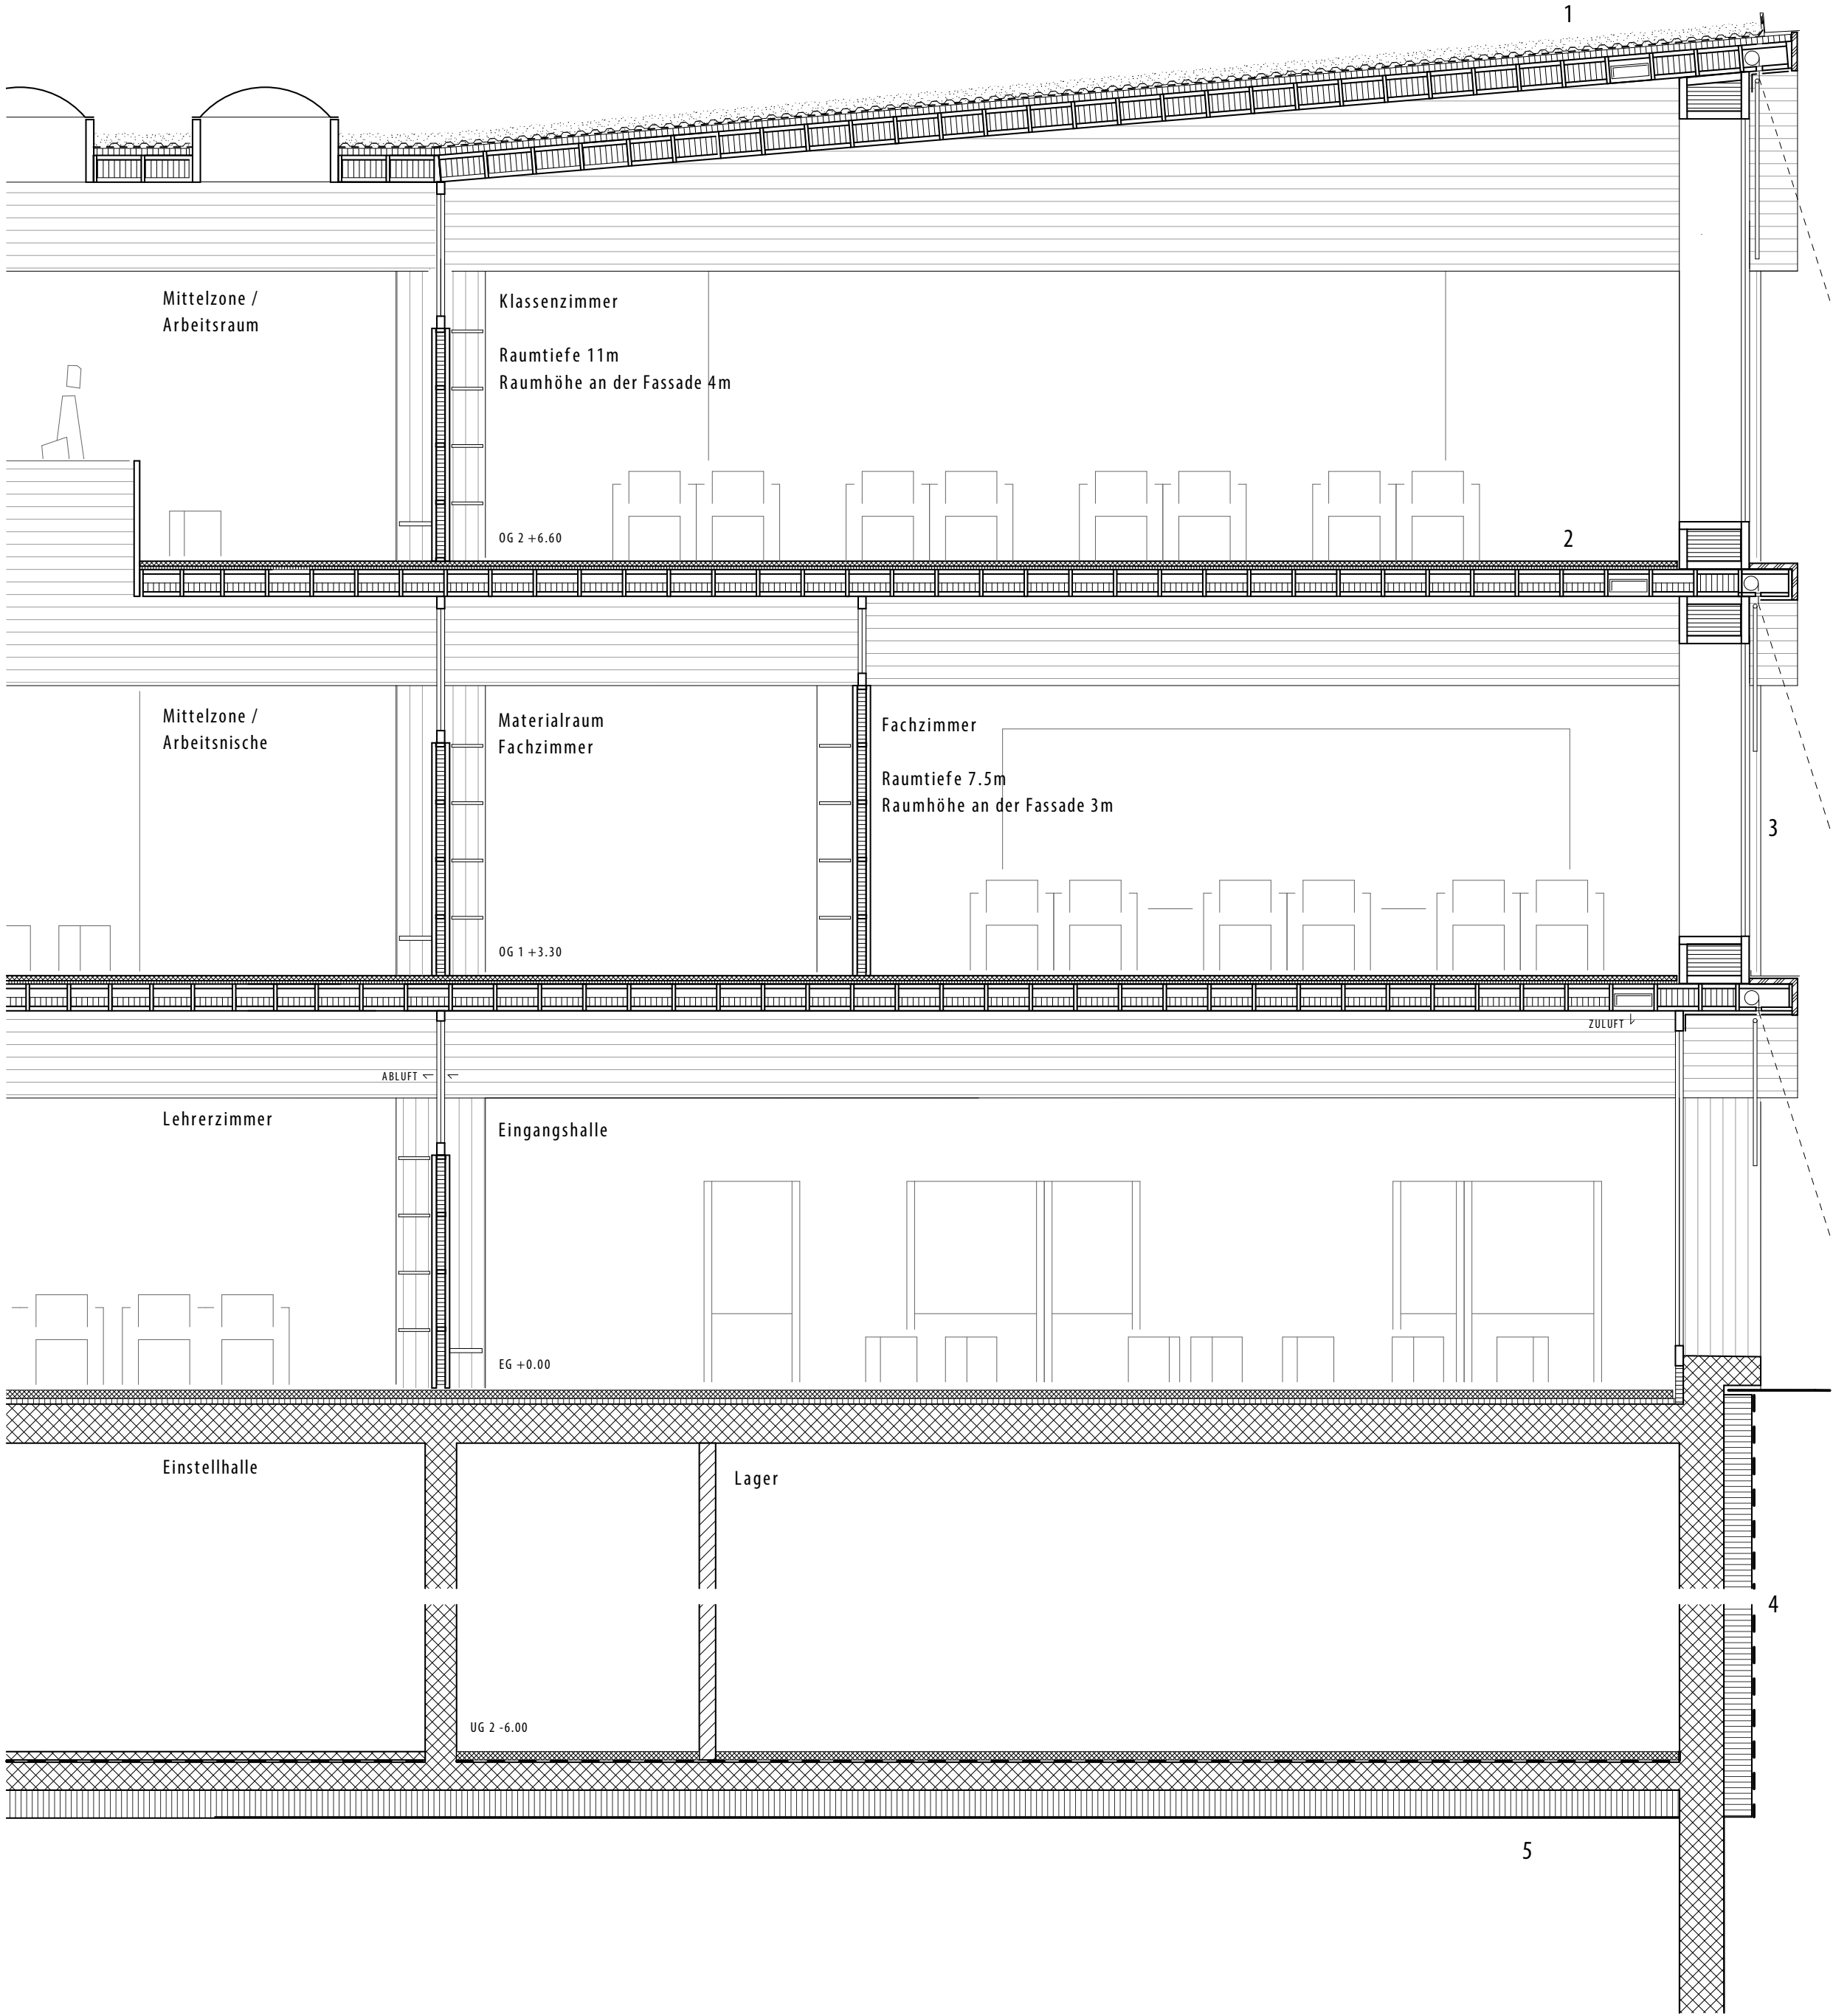 1
Mittelzone /
Arbeitsraum
Klassenzimmer
Raumtiefe 11m
Raumhöhe an der Fassade 4m
OG 2 +6.60
2
Mittelzone /
Arbeitsnische
Materialraum
Fachzimmer
Fachzimmer
Raumtiefe 7.5m
Raumhöhe an der Fassade 3m
3
OG 1 +3.30
ZULUFT
ABLUFT
Lehrerzimmer
Eingangshalle
EG +0.00
Einstellhalle
Lager
4
UG 2 -6.00
5